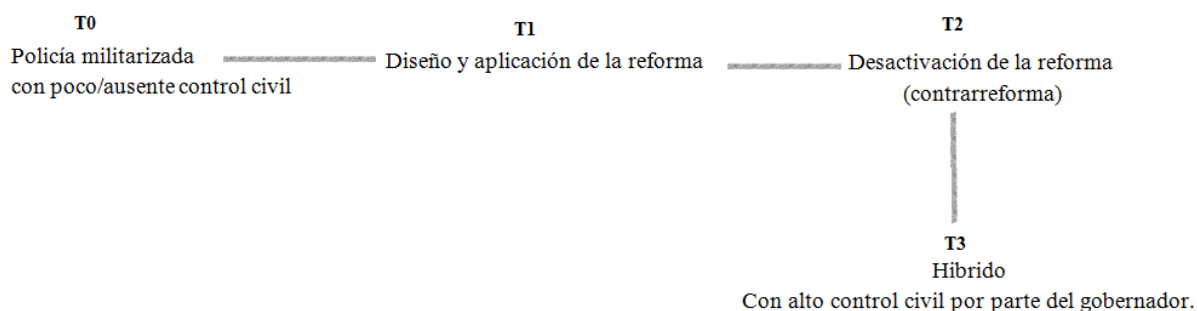 T0
Policía militarizada
con poco/ausente control civil
T1
Diseño y aplicación de la reforma
T2
Desactivación de la reforma
(contrarreforma)
T3
Hibrido
Con alto control civil por parte del gobernador.